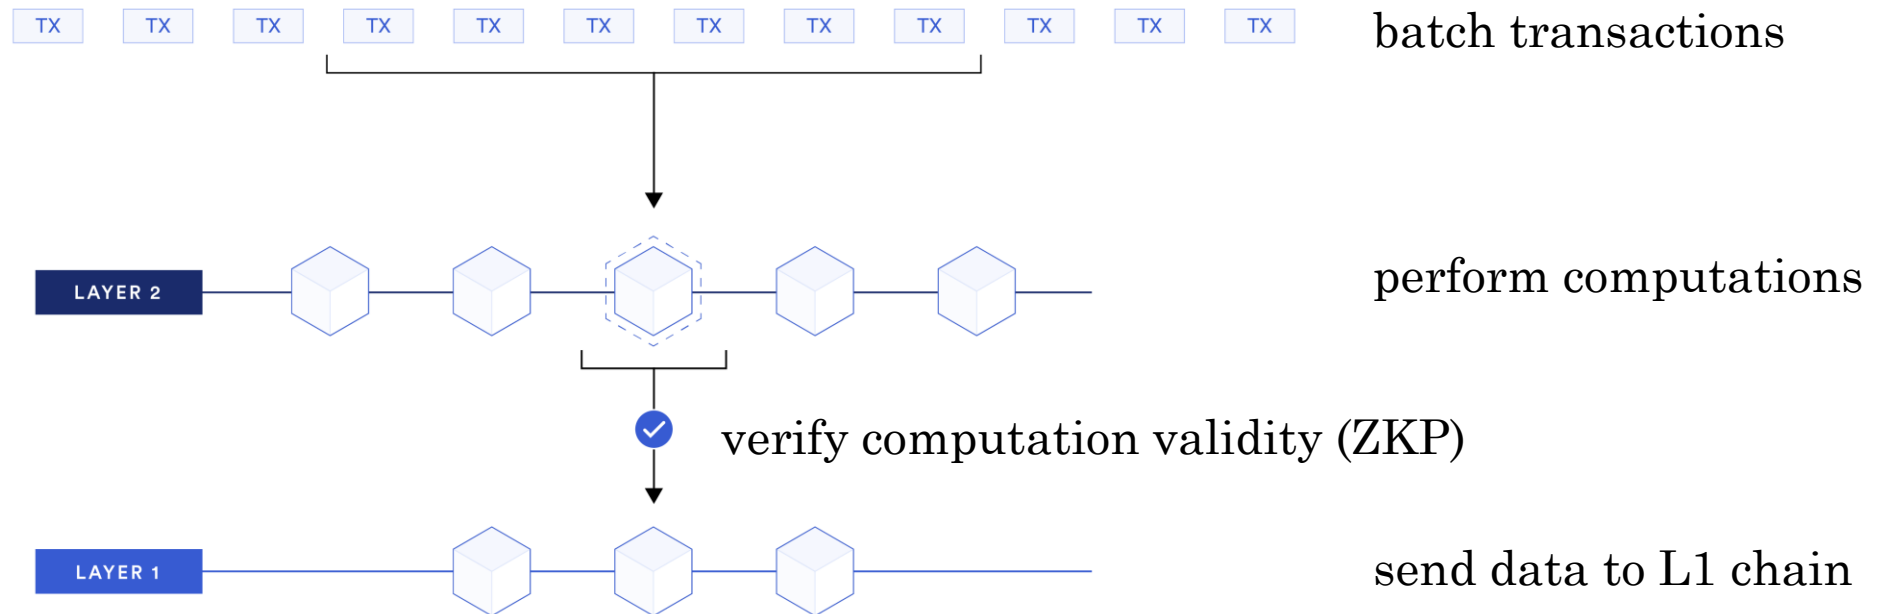 TX TX TX TX TX TX TX TX TX TX TX TX batch transactions
LAYER 2 perform computations
verify computation validity (ZKP)
LAYER 1 send data to L1 chain